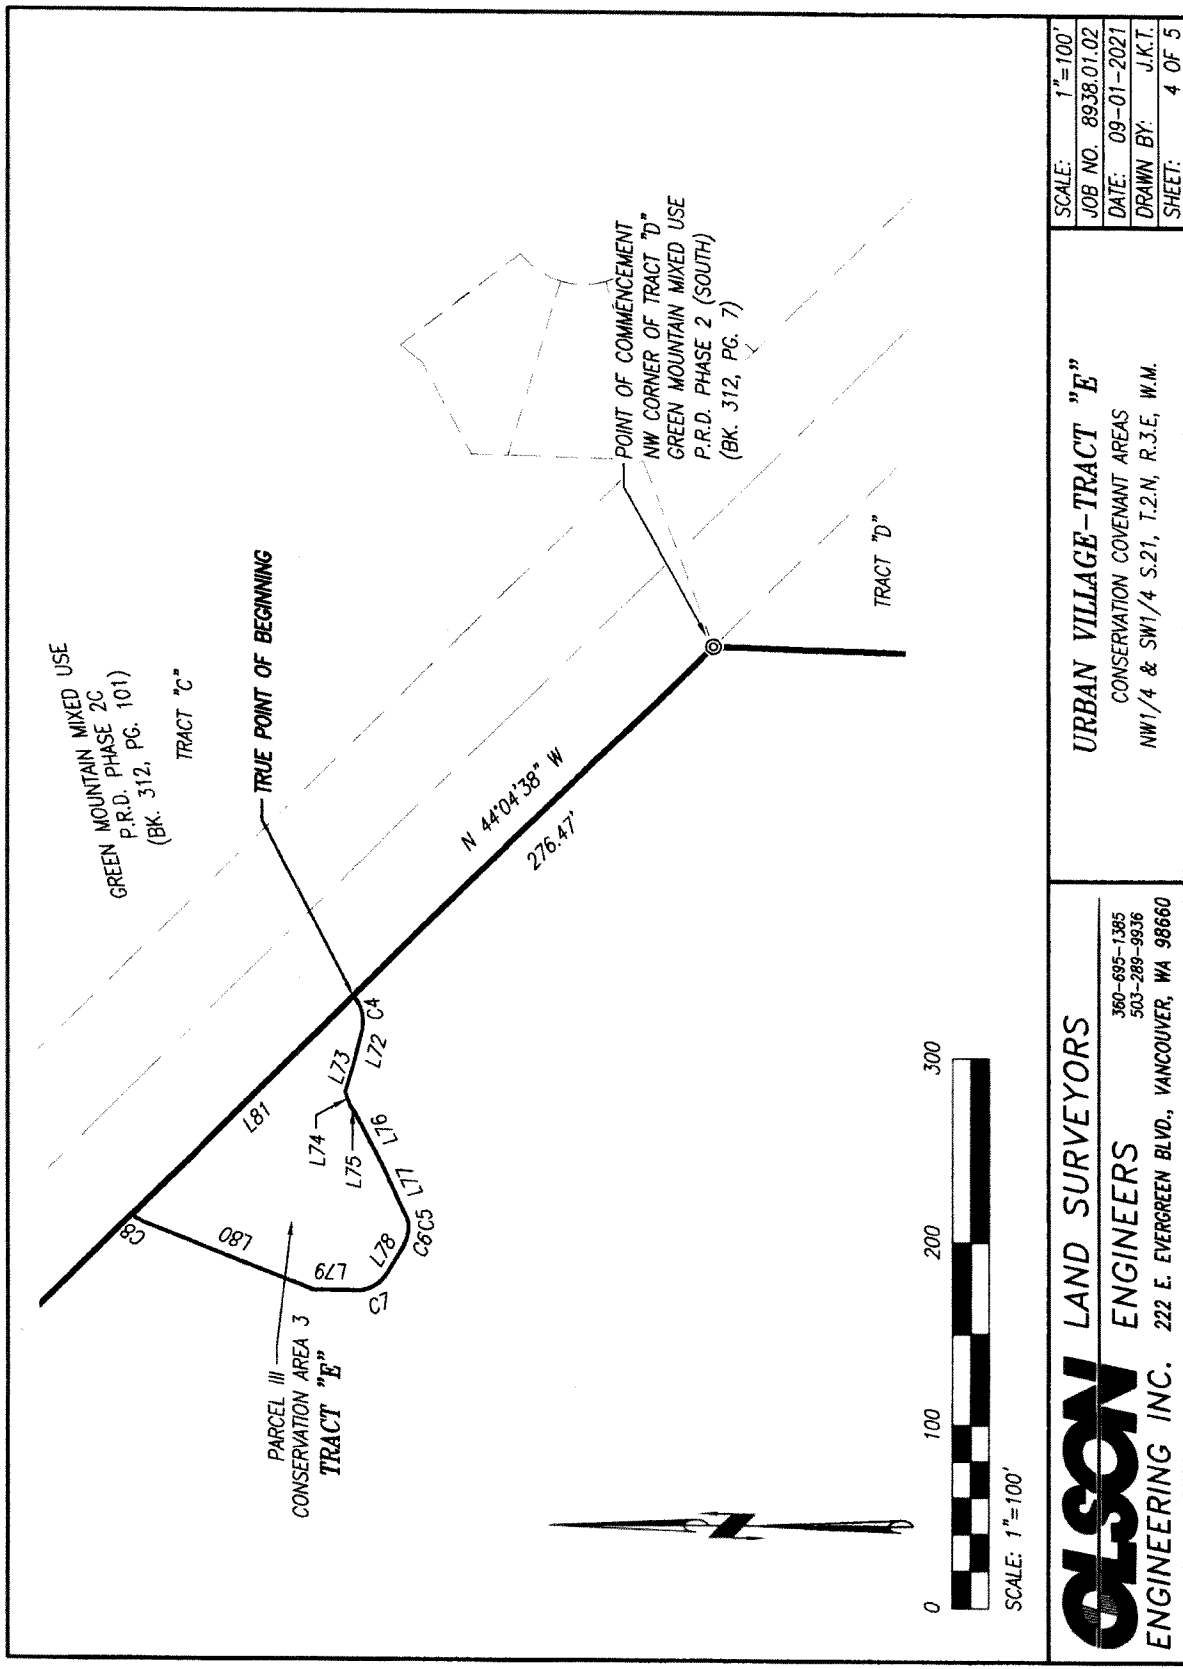 GREEN MOUNTAIN MIXED USE
P.R.D. PHASE 2C
(BK. 312, PG. 101)
TRACT "C"
TRUE POINT OF BEGINNING
POINT OF COMMENCEMENT
NW CORNER OF TRACT "D"
GREEN MOUNTAIN MIXED USE
P.R.D. PHASE 2 (SOUTH)
(BK. 312, PG. 7)
TRACT "D"
N 44°04'38" W
276.47'
C8
L81
L80
L79
C7
L78
C6
C5
L77
L76
L75
L74
L73
L72
C4
PARCEL III
CONSERVATION AREA 3
TRACT "E"
0 100 200 300
SCALE: 1"=100'
OLSON LAND SURVEYORS
ENGINEERS
360-695-1385
503-289-9936
ENGINEERING INC. 222 E. EVERGREEN BLVD., VANCOUVER, WA 98660
URBAN VILLAGE-TRACT "E"
CONSERVATION COVENANT AREAS
NW1/4 & SW1/4 S.21, T.2.N, R.3.E, W.M.
SCALE: 1"=100'
JOB NO. 8938.01.02
DATE: 09-01-2021
DRAWN BY: J.K.T.
SHEET: 4 OF 5